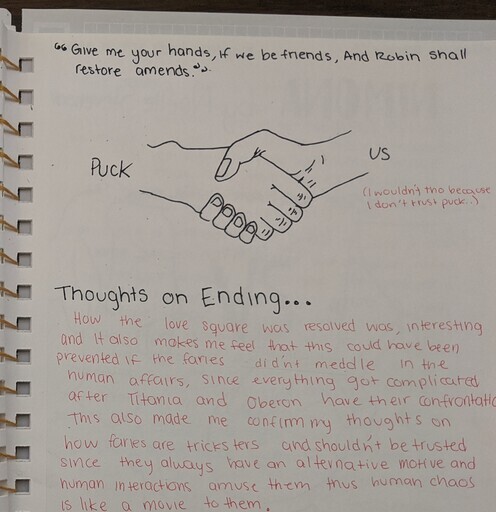 “Give me your hands, if we be friends, And Robin shall
restore amends.”
PUCK
US
(I wouldn't tho because
I don't trust puck..)
Thoughts on Ending...
How the love square was resolved was, interesting
and it also makes me feel that this could have been
prevented if the faries didn't meddle in the
human affairs, since everything got complicated
after Titania and Oberon have their confrontatio
This also made me confirm my thoughts on
how faries are tricksters and shouldn't be trusted
since they always have an alternative motive and
human interactions amuse them thus human chaos
is like a movie to them.